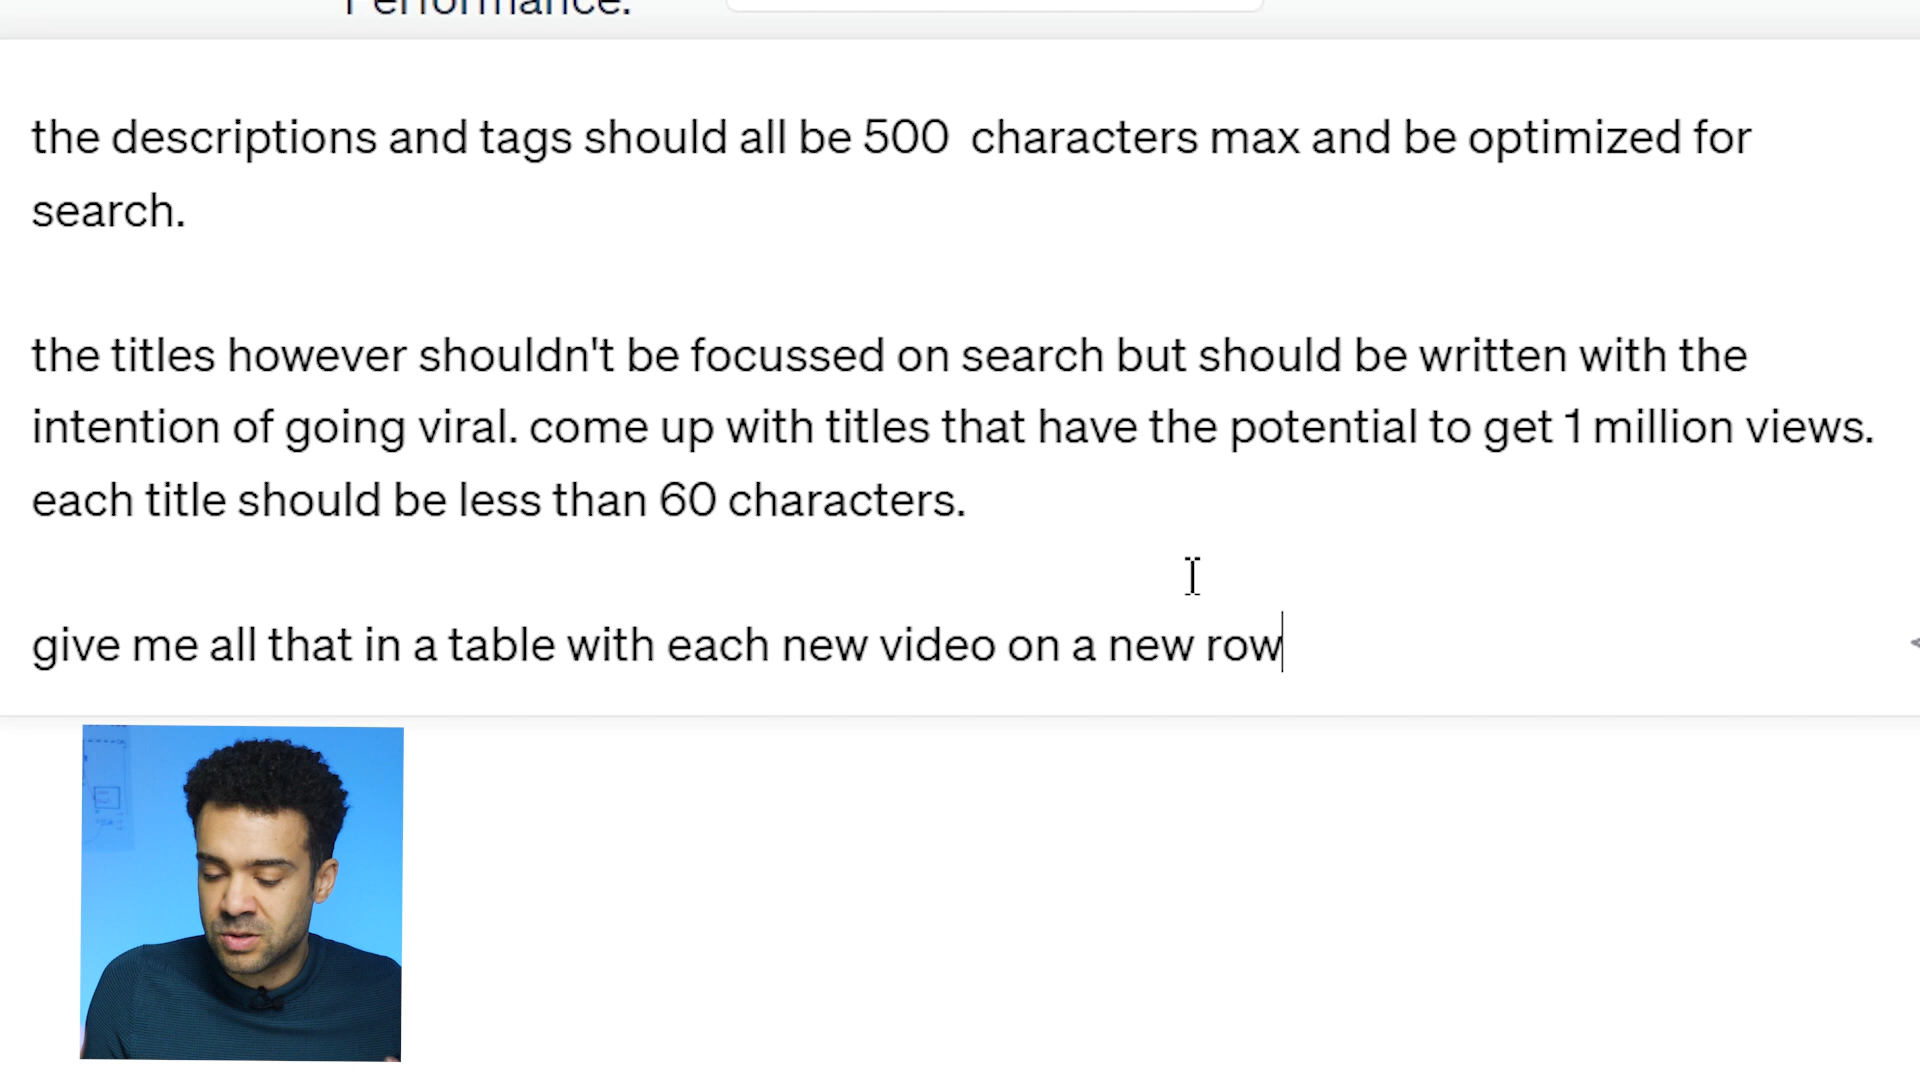 Performance.
the descriptions and tags should all be 500  characters max and be optimized for
search.
the titles however shouldn't be focussed on search but should be written with the
intention of going viral. come up with titles that have the potential to get 1 million views.
each title should be less than 60 characters.
give me all that in a table with each new video on a new row